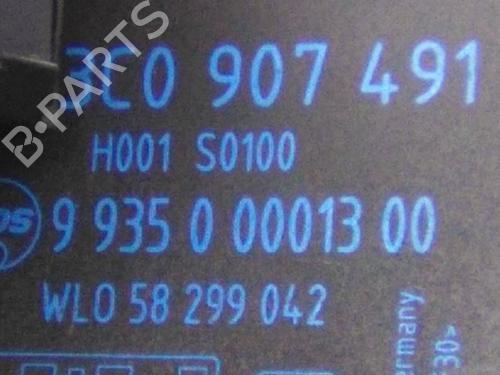 3C0 907 491
H001 S0100
9 935 0 00013 00
WLO 58 299 042
ermany
B-PARTS